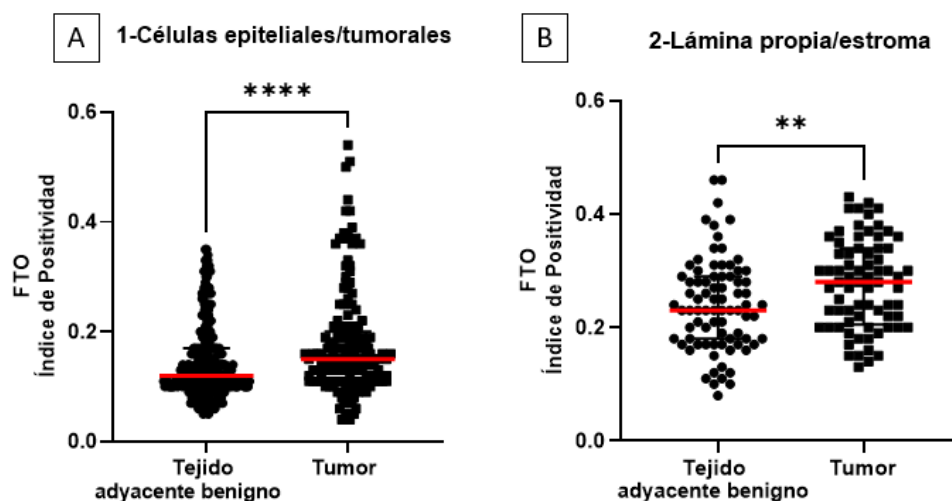 A
1-Células epiteliales/tumorales
****
0.6
0.4
0.2
0.0
FTO
Índice de Positividad
Tejido
adyacente benigno
Tumor
B
2-Lámina propia/estroma
**
0.6
0.4
0.2
0.0
FTO
Índice de Positividad
Tejido
adyacente benigno
Tumor